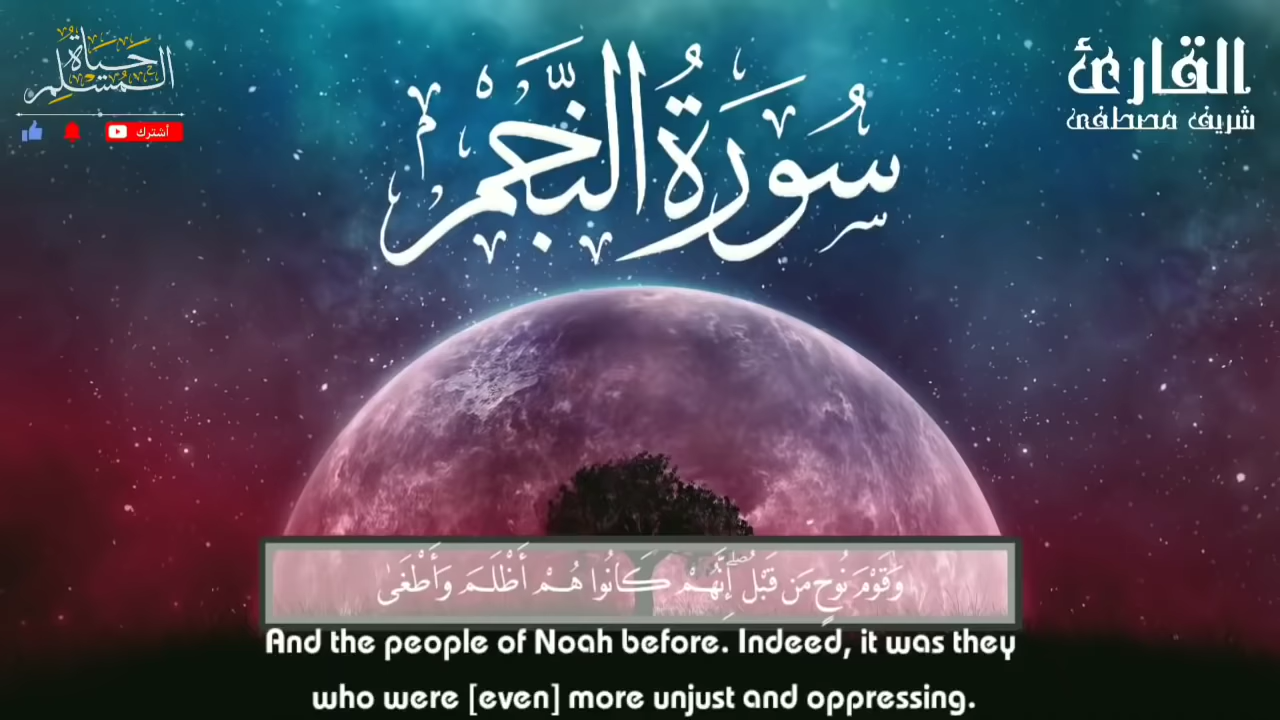 حياة
المسلم
أشترك
سُورَةُ النَّجْمِ
القارئ
شريف مصطفى
وَقَوْمَ نُوحٍ مِّن قَبْلُ ۖ إِنَّهُمْ كَانُوا هُمْ أَظْلَمَ وَأَطْغَىٰ
And the people of Noah before. Indeed, it was they
who were [even] more unjust and oppressing.